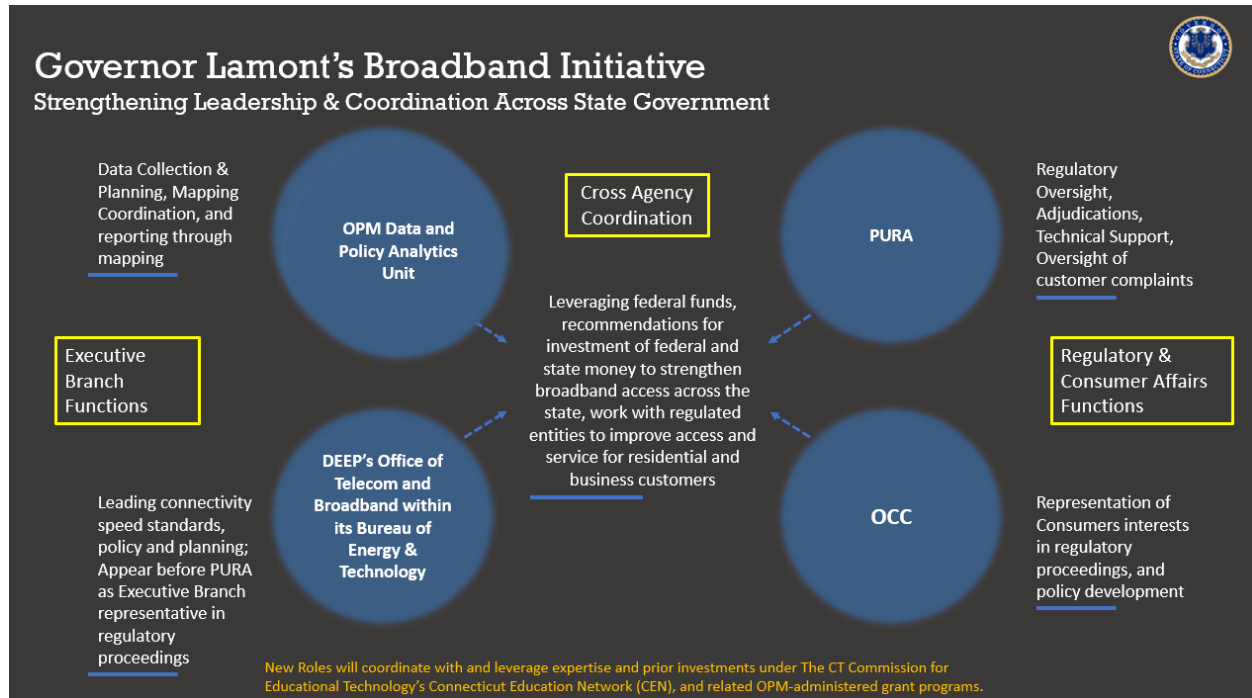 Governor Lamont's Broadband Initiative
Strengthening Leadership & Coordination Across State Government
Data Collection &
Planning, Mapping
Coordination, and
reporting through
mapping
OPM Data and
Policy Analytics
Unit
Cross Agency
Coordination
PURA
Regulatory
Oversight,
Adjudications,
Technical Support,
Oversight of
customer complaints
Executive
Branch
Functions
Leveraging federal funds,
recommendations for
investment of federal and
state money to strengthen
broadband access across the
state, work with regulated
entities to improve access and
service for residential and
business customers
Regulatory &
Consumer Affairs
Functions
Leading connectivity
speed standards,
policy and planning;
Appear before PURA
as Executive Branch
representative in
regulatory
proceedings
DEEP's Office of
Telecom and
Broadband within
its Bureau of
Energy &
Technology
OCC
Representation of
Consumers interests
in regulatory
proceedings, and
policy development
New Roles will coordinate with and leverage expertise and prior investments under The CT Commission for
Educational Technology's Connecticut Education Network (CEN), and related OPM-administered grant programs.